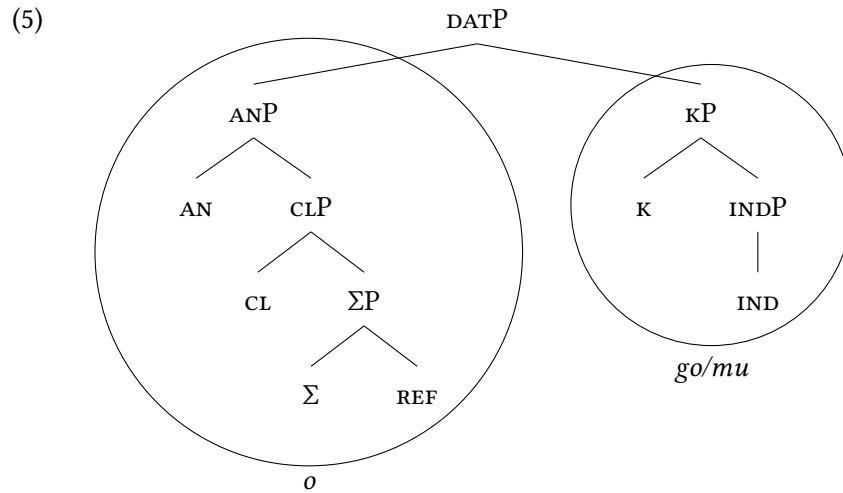 (5) DATP
ANP KP
AN CLP K INDP
CL ΣP IND
Σ REF go/mu
o